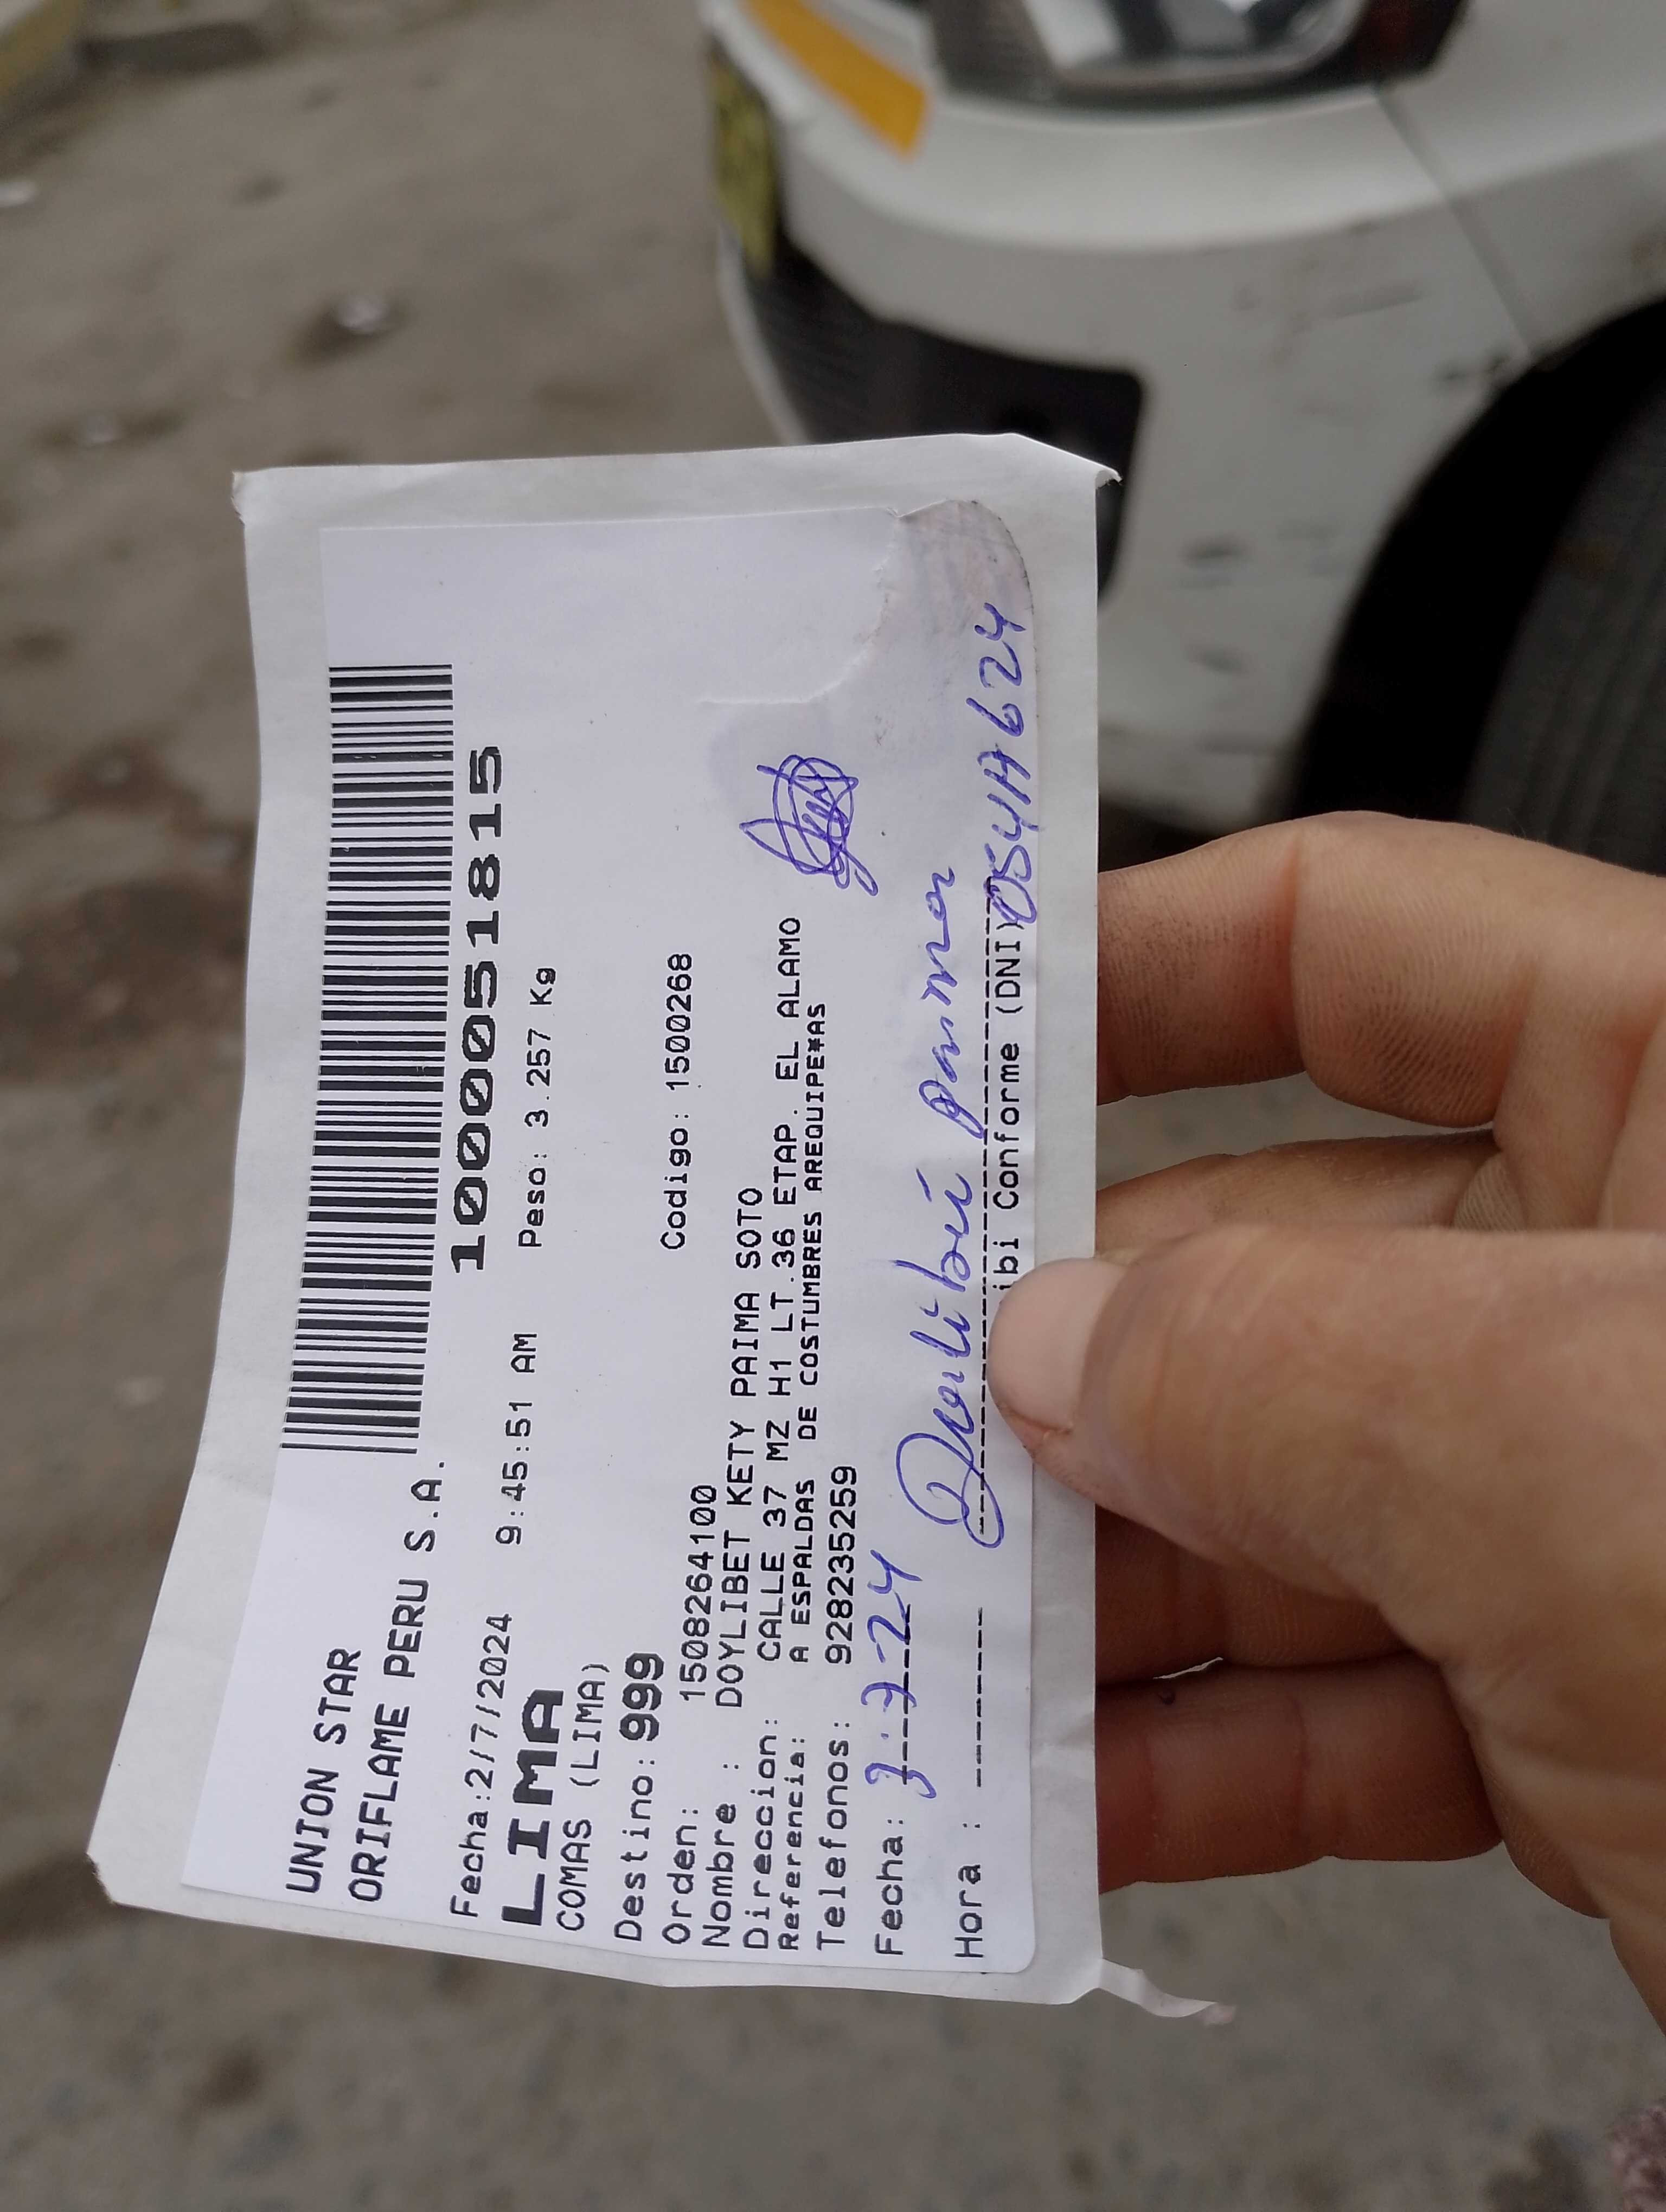 UNION STAR
ORIFLAME PERU S.A.
100051815
Fecha:2/7/2024 9:45:51 AM Peso: 3.257 Kg
LIMA
COMAS (LIMA)
Destino: 999
Orden: 1508264100 Codigo: 1500268
Nombre : DOYLIBET KETY PAIMA SOTO
Direccion: CALLE 37 MZ H1 LT.36 ETAP. EL ALAMO
Referencia: A ESPALDAS DE COSTUMBRES AREQUIPE*AS
Telefonos: 928235259
Fecha: 3-7-24
Hora :
ibi Conforme (DNI)